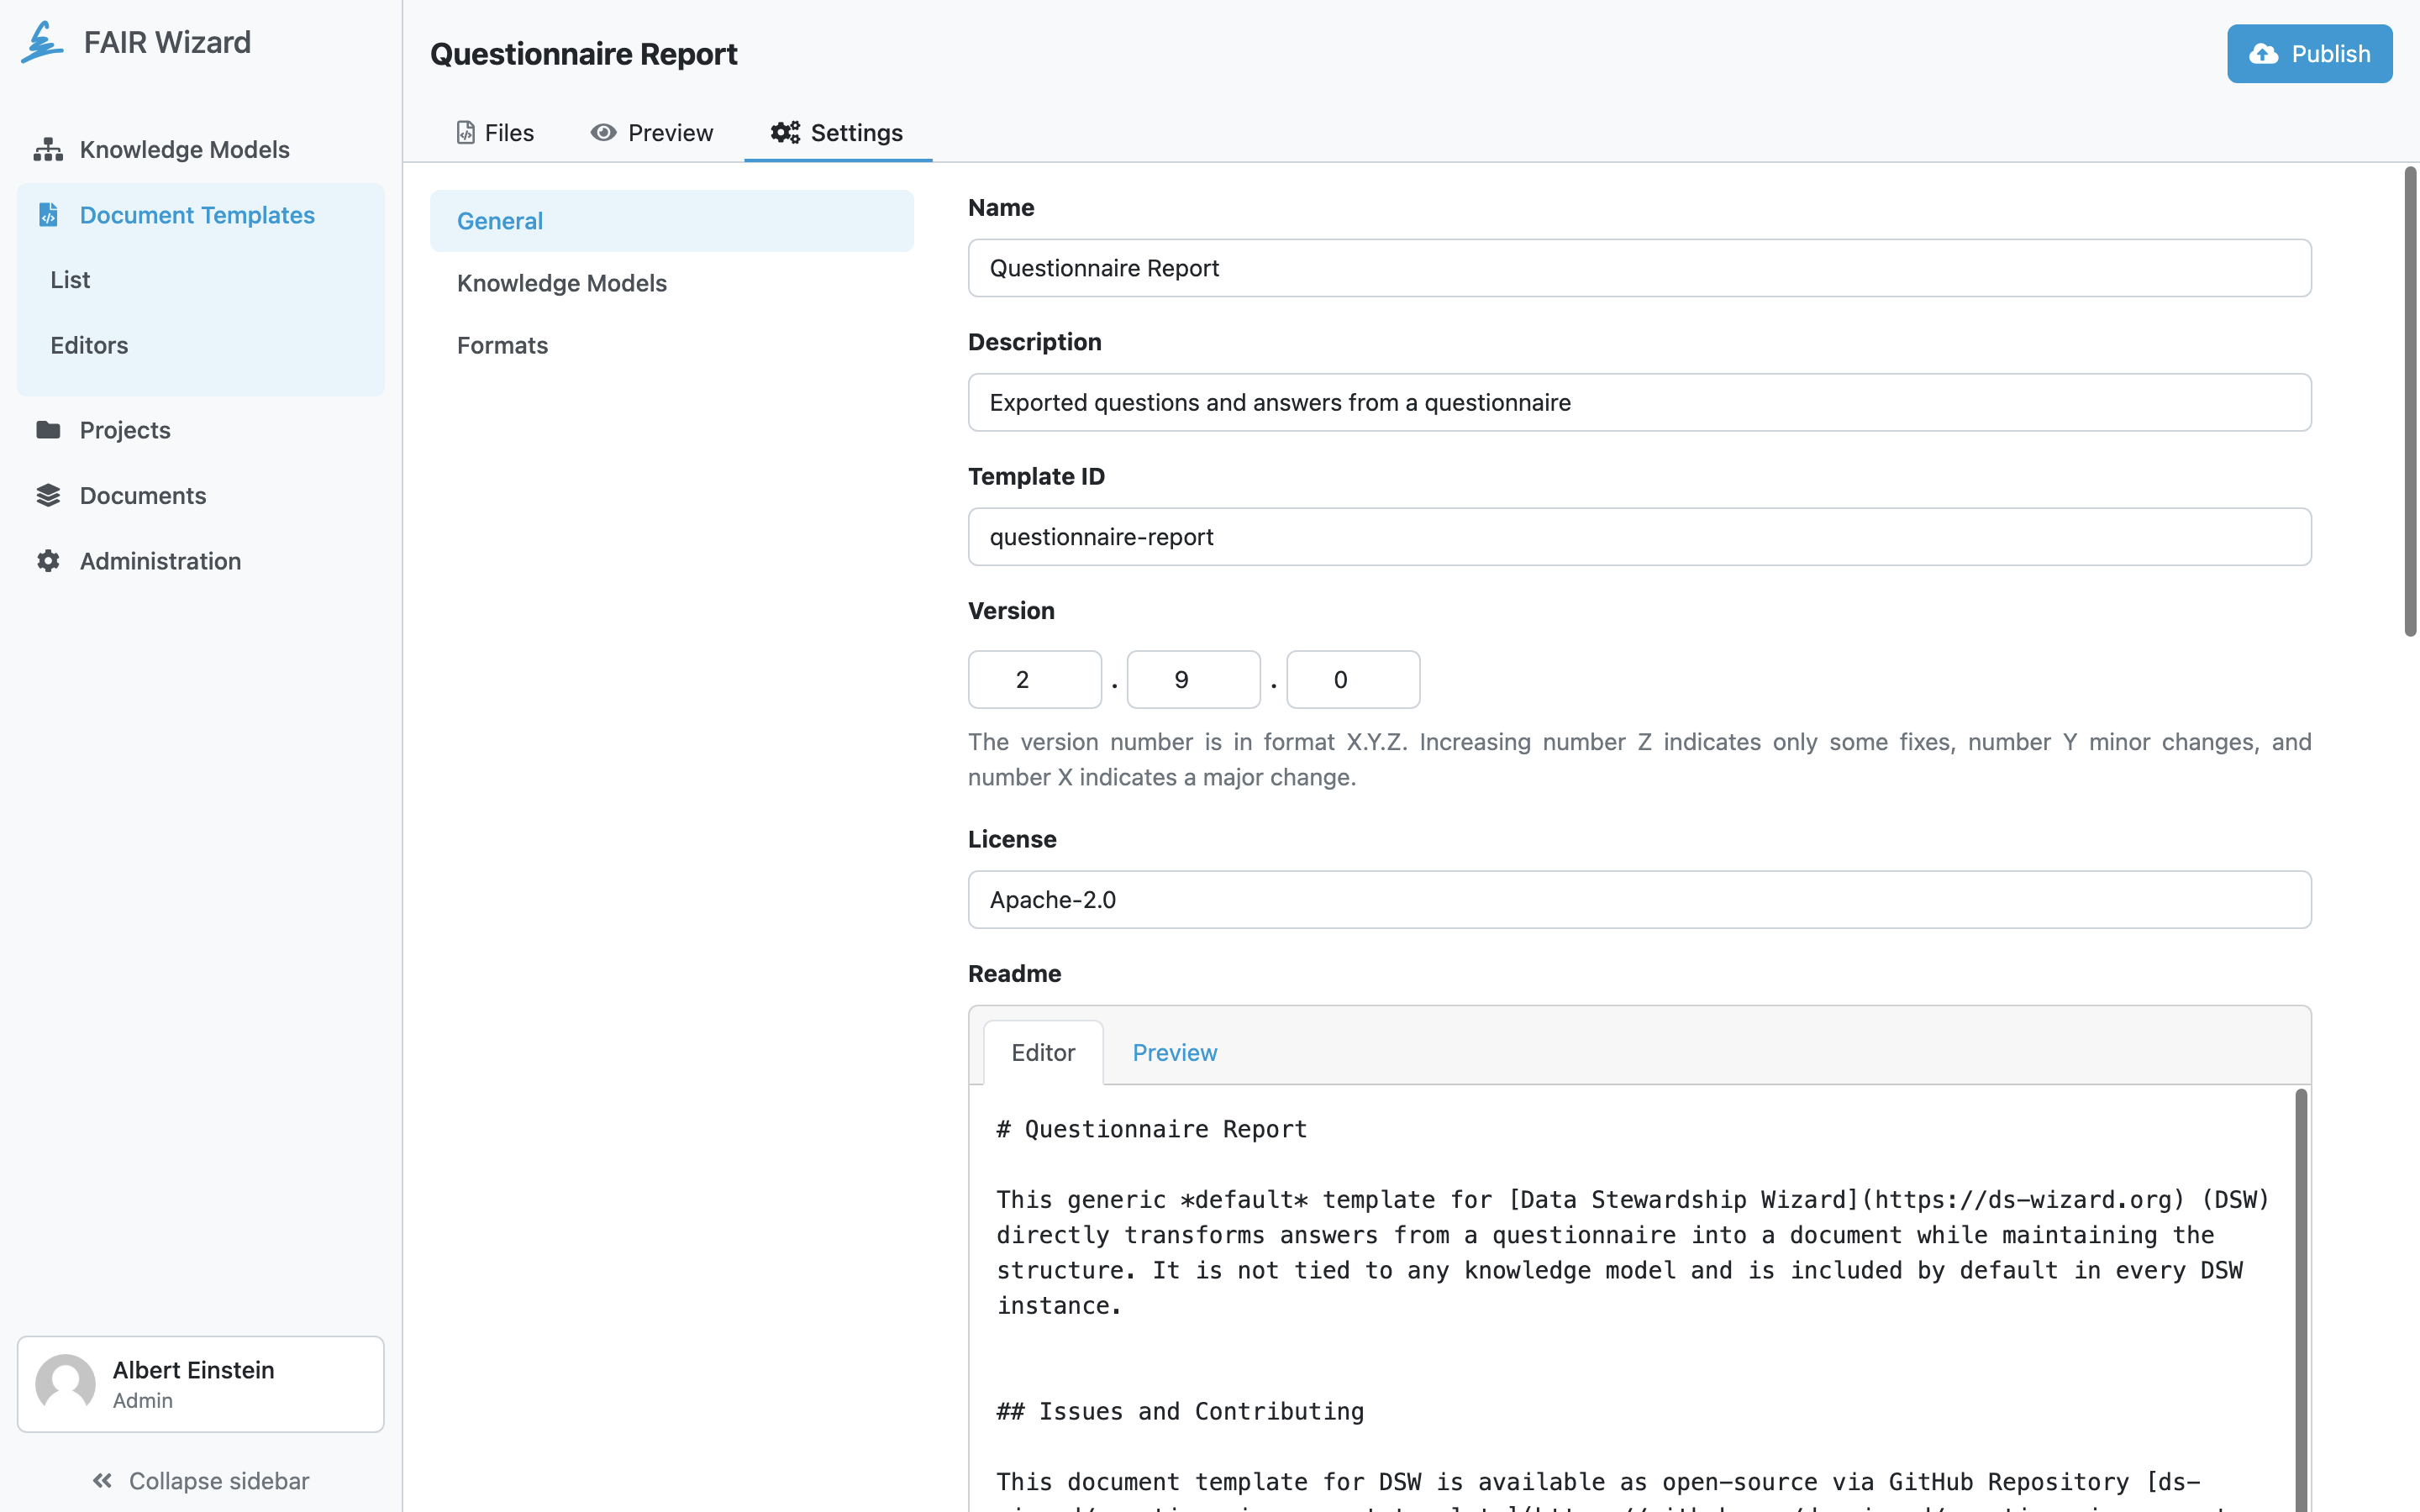 FAIR Wizard
Knowledge Models
Document Templates
List
Editors
Projects
Documents
Administration
Albert Einstein
Admin
Collapse sidebar
Questionnaire Report
Publish
Files
Preview
Settings
General
Knowledge Models
Formats
Name
Questionnaire Report
Description
Exported questions and answers from a questionnaire
Template ID
questionnaire-report
Version
2 . 9 . 0
The version number is in format X.Y.Z. Increasing number Z indicates only some fixes, number Y minor changes, and
number X indicates a major change.
License
Apache-2.0
Readme
Editor
Preview
# Questionnaire Report
This generic *default* template for [Data Stewardship Wizard](https://ds-wizard.org) (DSW)
directly transforms answers from a questionnaire into a document while maintaining the
structure. It is not tied to any knowledge model and is included by default in every DSW
instance.
## Issues and Contributing
This document template for DSW is available as open-source via GitHub Repository [ds-